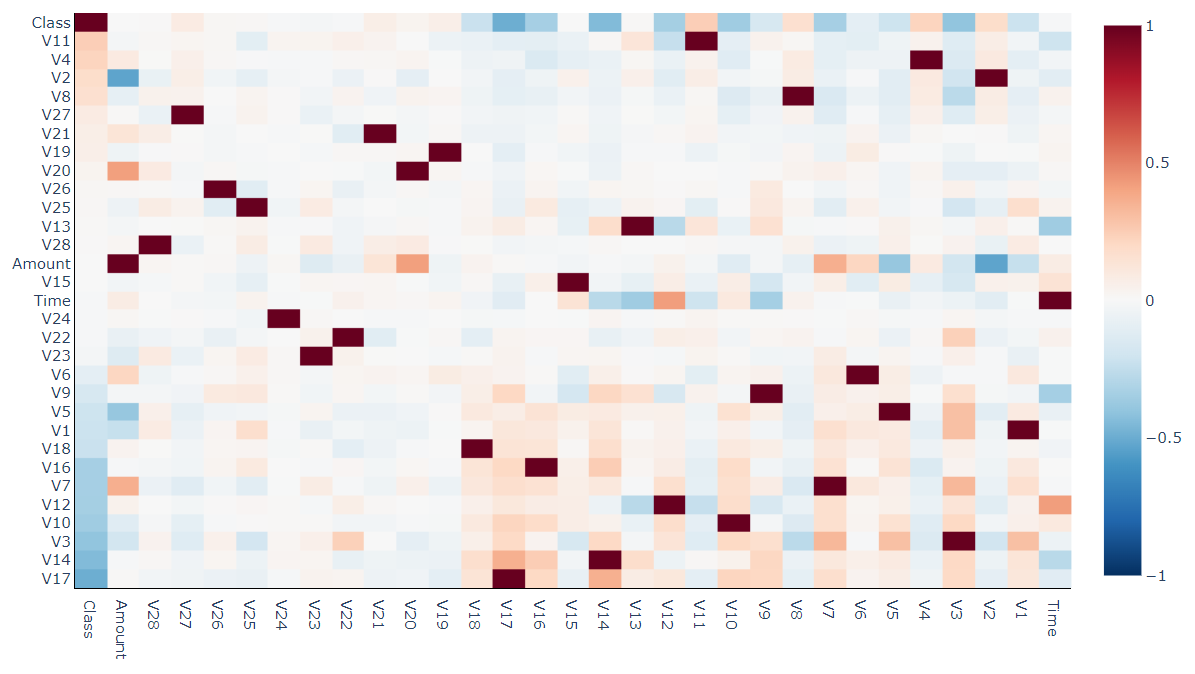 Class
V11
V4
V2
V8
V27
V21
V19
V20
V26
V25
V13
V28
Amount
V15
Time
V24
V22
V23
V6
V9
V5
V1
V18
V16
V7
V12
V10
V3
V14
V17
Class
Amount
V28
V27
V26
V25
V24
V23
V22
V21
V20
V19
V18
V17
V16
V15
V14
V13
V12
V11
V10
V9
V8
V7
V6
V5
V4
V3
V2
V1
Time
1
0.5
0
−0.5
−1